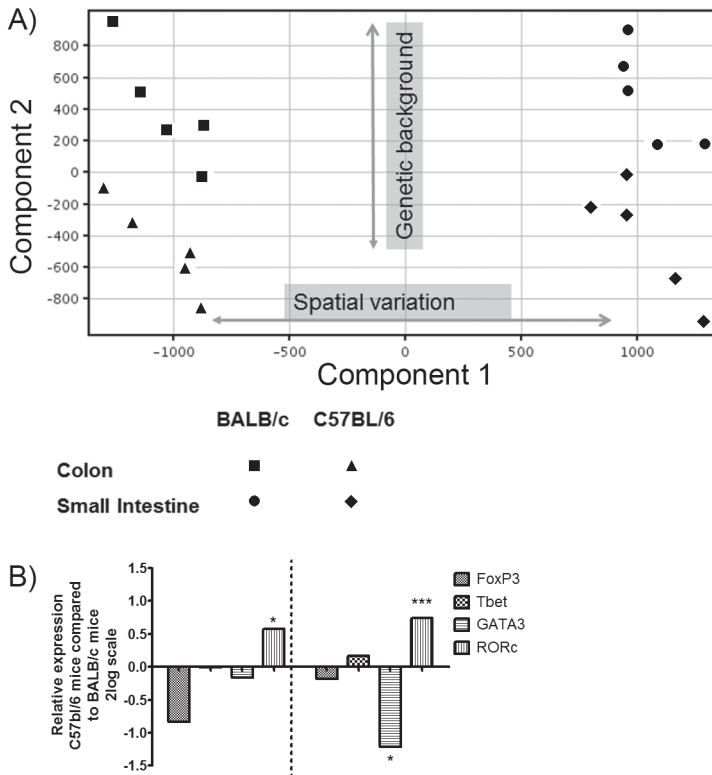 A)
Component 2
800
600
400
200
0
-200
-400
-600
-800
Genetic background
Spatial variation
-1000
-500
0
500
1000
Component 1
BALB/c C57BL/6
Colon
Small Intestine
B)
Relative expression
C57bl/6 mice compared
to BALB/c mice
2log scale
1.5
1.0
0.5
0.0
-0.5
-1.0
-1.5
*
***
*
FoxP3
Tbet
GATA3
RORc